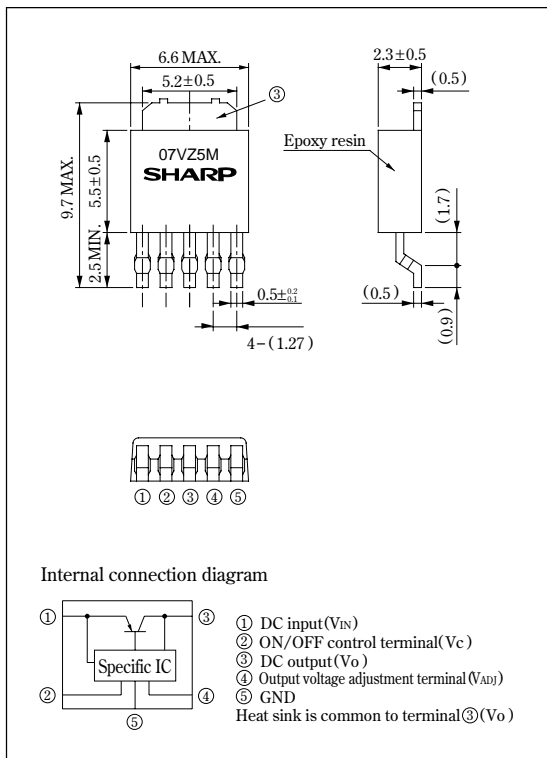 6.6 MAX.
5.2±0.5
③
9.7 MAX.
5.5±0.5
2.5 MIN.
07VZ5M
SHARP
0.5±0.2 0.1
4−(1.27)
2.3±0.5
(0.5)
Epoxy resin
(1.7)
(0.5)
(0.9)
① ② ③ ④ ⑤
Internal connection diagram
①
③
Specific IC
②
④
⑤
① DC input(VIN)
② ON/OFF control terminal(Vc)
③ DC output(Vo)
④ Output voltage adjustment terminal(VADJ)
⑤ GND
Heat sink is common to terminal③(Vo)